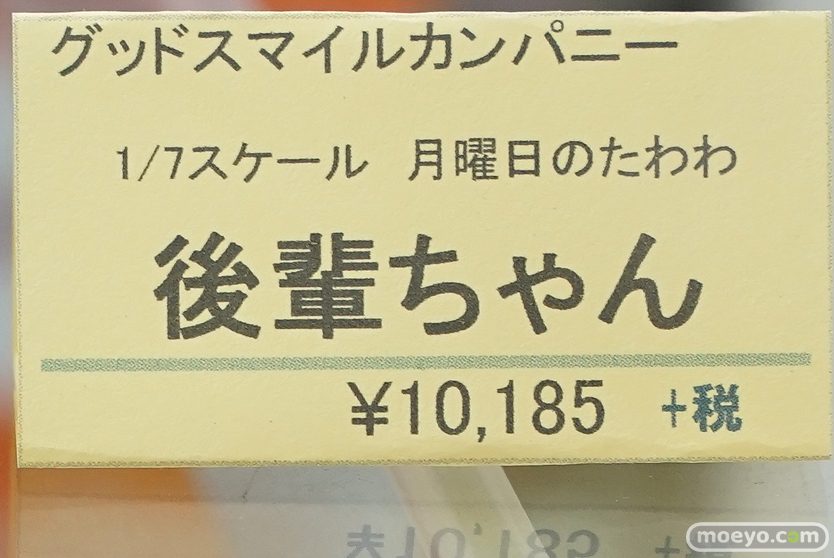 グッドスマイルカンパニー
1/7スケール 月曜日のたわわ
後輩ちゃん
¥10,185 +税
moeyo.com